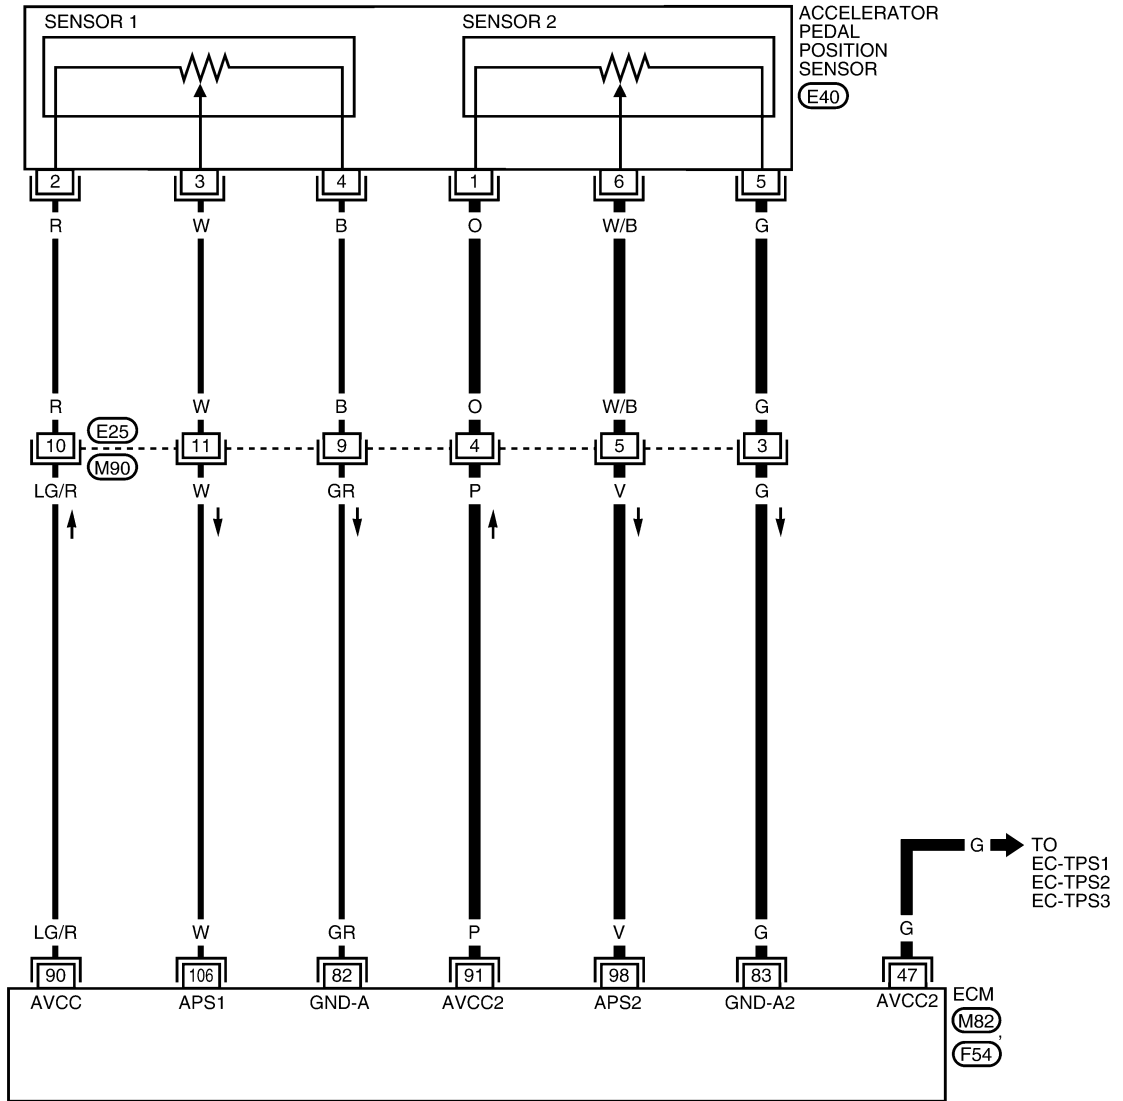 SENSOR 1
SENSOR 2
ACCELERATOR
PEDAL
POSITION
SENSOR
E40
2 3 4 1 6 5
R W B O W/B G
R W B O W/B G
E25
10 11 9 4 5 3
M90
LG/R W GR P V G
G
TO
EC-TPS1
EC-TPS2
EC-TPS3
LG/R W GR P V G G
90 106 82 91 98 83 47
AVCC APS1 GND-A AVCC2 APS2 GND-A2 AVCC2
ECM
M82,
F54